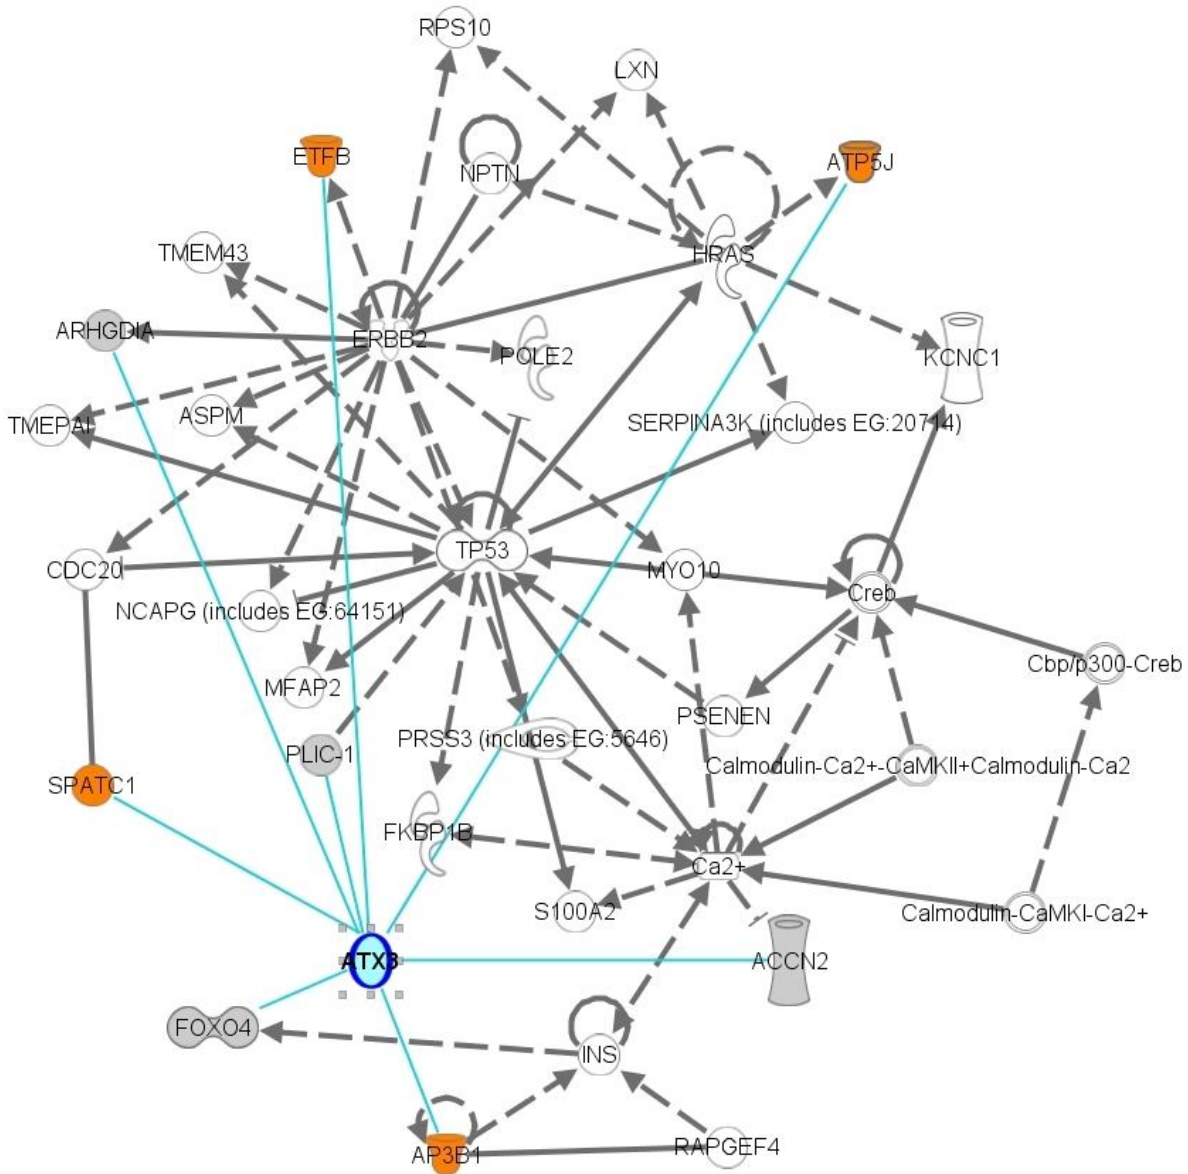 RPS10
LXN
ETFB
NPTN
ATP5J
TMEM43
HRAS
ARHGDIA
ERBB2
POLE2
KCNC1
TMEPAI
ASPM
SERPINA3K (includes EG:20714)
TP53
CDC20
MYO10
Creb
NCAPG (includes EG:64151)
Cbp/p300-Creb
MFAP2
PSENEN
PRSS3 (includes EG:5646)
PLIC-1
Calmodulin-Ca2+-CaMKII+Calmodulin-Ca2
SPATC1
FKBP1B
Ca2+
S100A2
Calmodulin-CaMKI-Ca2+
ATX3
ACCN2
FOXO4
INS
AP3B1
RAPGEF4